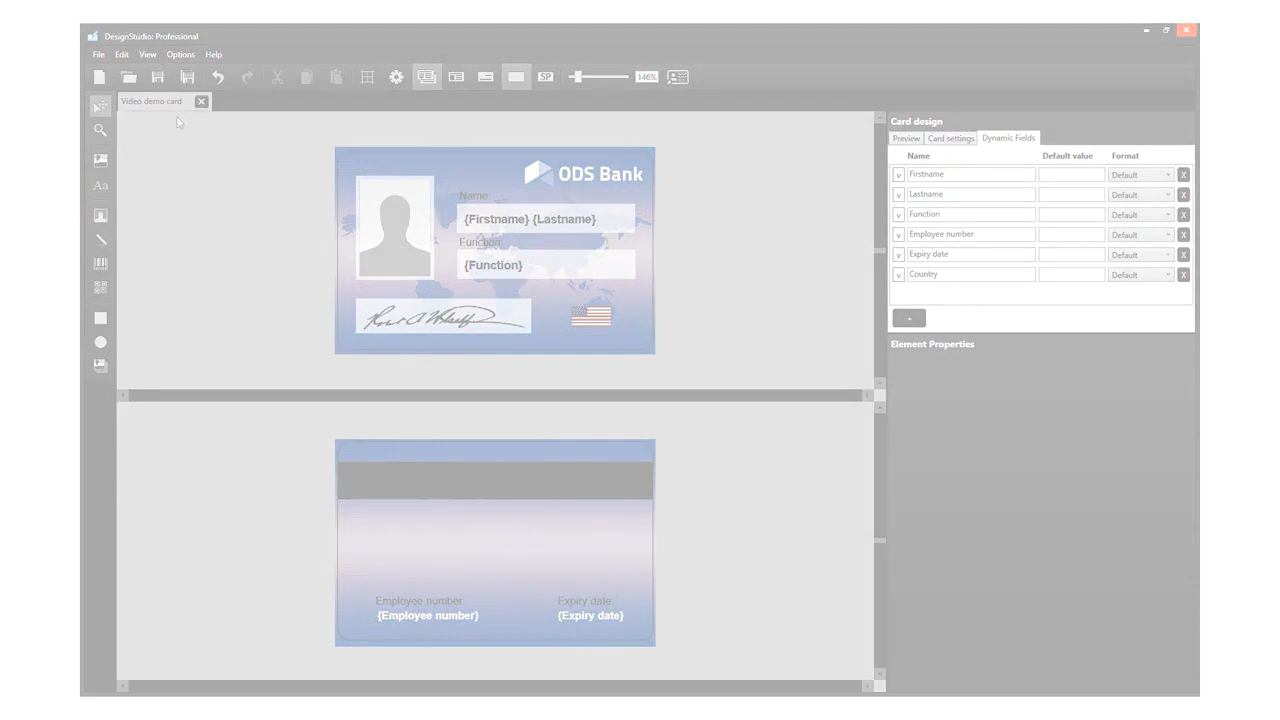 DesignStudio: Professional
File Edit View Options Help
SP 146%
Video demo card
Aa
ODS Bank
Name:
{Firstname} {Lastname}
Function:
{Function}
Employee number: Expiry date:
{Employee number} {Expiry date}
Card design
Preview Card settings Dynamic Fields
Name Default value Format
v Firstname Default X
v Lastname Default X
v Function Default X
v Employee number Default X
v Expiry date Default X
v Country Default X
+
Element Properties